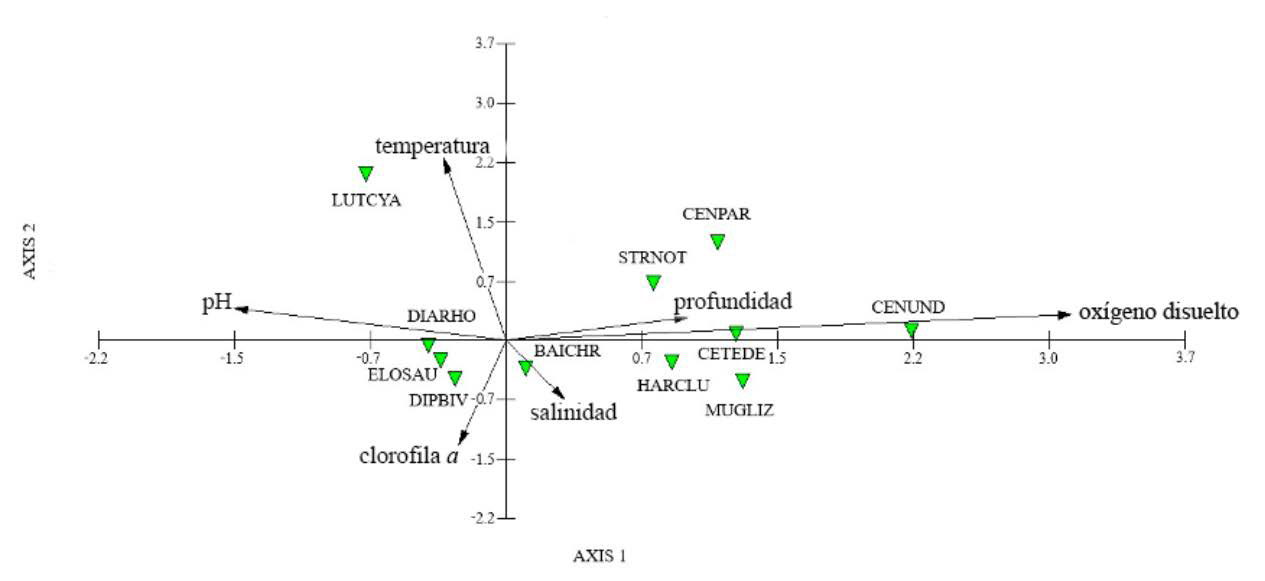 3.7
3.0
temperatura
2.2
LUTCYA
CENPAR
1.5
AXIS 2
STRNOT
0.7
profundidad
pH
CENUND
oxígeno disuelto
DIARHO
BAICHR
-2.2 -1.5 -0.7 0.7 CETEDE 1.5 2.2 3.0 3.7
ELOSAU
HARCLU
DIPBIV -0.7
salinidad
MUGLIZ
clorofila a
-1.5
-2.2
AXIS 1